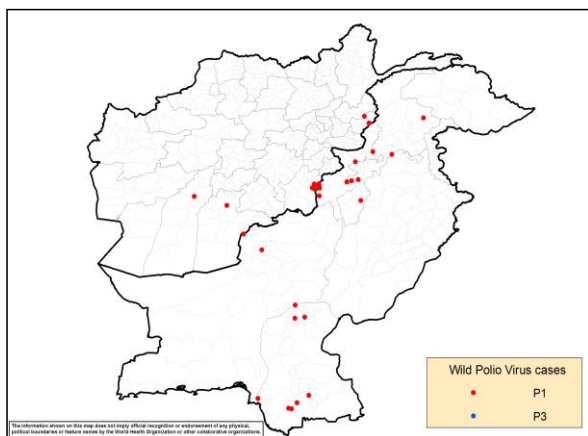 Wild Polio Virus cases
P1
P3
The information shown on this map does not imply official recognition or endorsement of any physical,
political boundaries or feature names by the World Health Organization or other collaborative organizations.